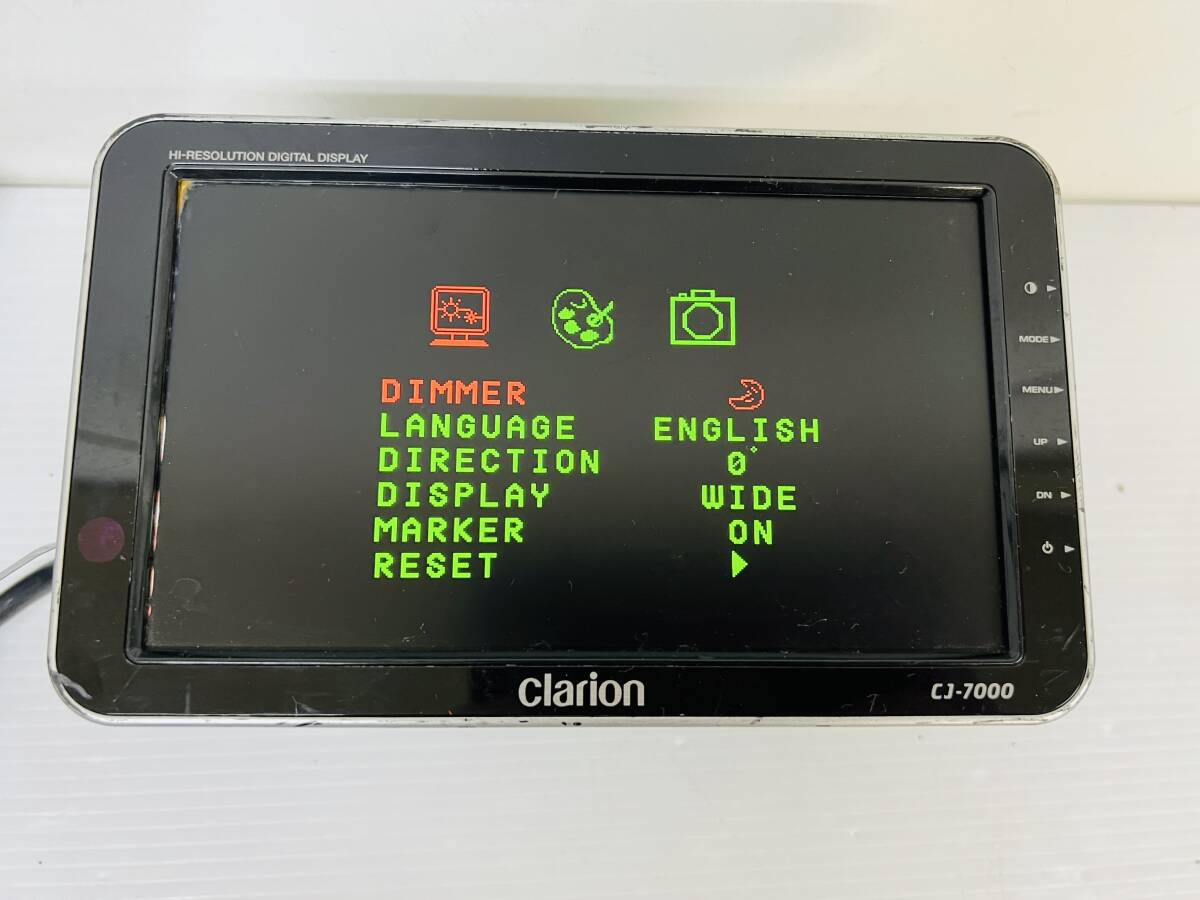 HI-RESOLUTION DIGITAL DISPLAY
DIMMER
LANGUAGE ENGLISH
DIRECTION 0°
DISPLAY WIDE
MARKER ON
RESET
MODE
MENU
UP
DN
Clarion
CJ-7000